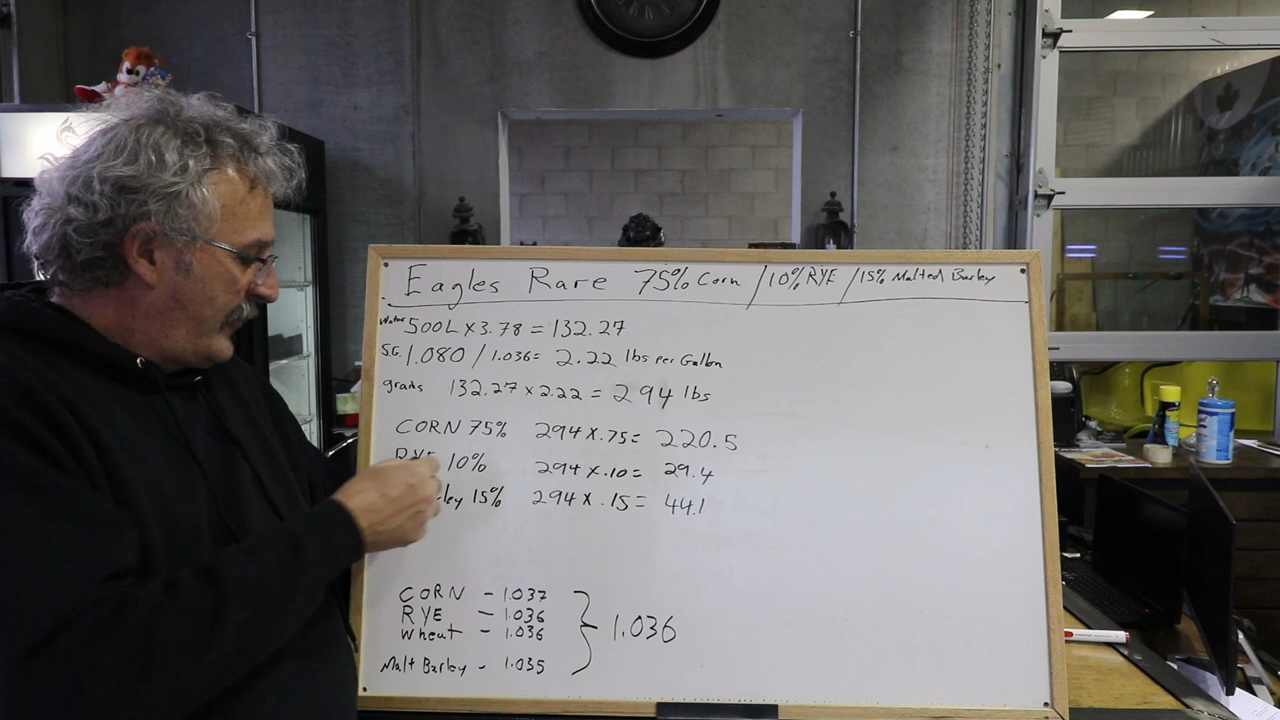 Eagles Rare 75% Corn / 10% RYE / 15% Malted Barley
Water 500L x 3.78 = 132.27
S.G. 1.080 / 1.036 = 2.22 lbs per Gallon
grads 132.27 x 2.22 = 294 lbs
CORN 75% 294 x .75 = 220.5
RYE 10% 294 x .10 = 29.4
ley 15% 294 x .15 = 44.1
CORN - 1.037
RYE - 1.036
Wheat - 1.036
1.036
Malt Barley - 1.035